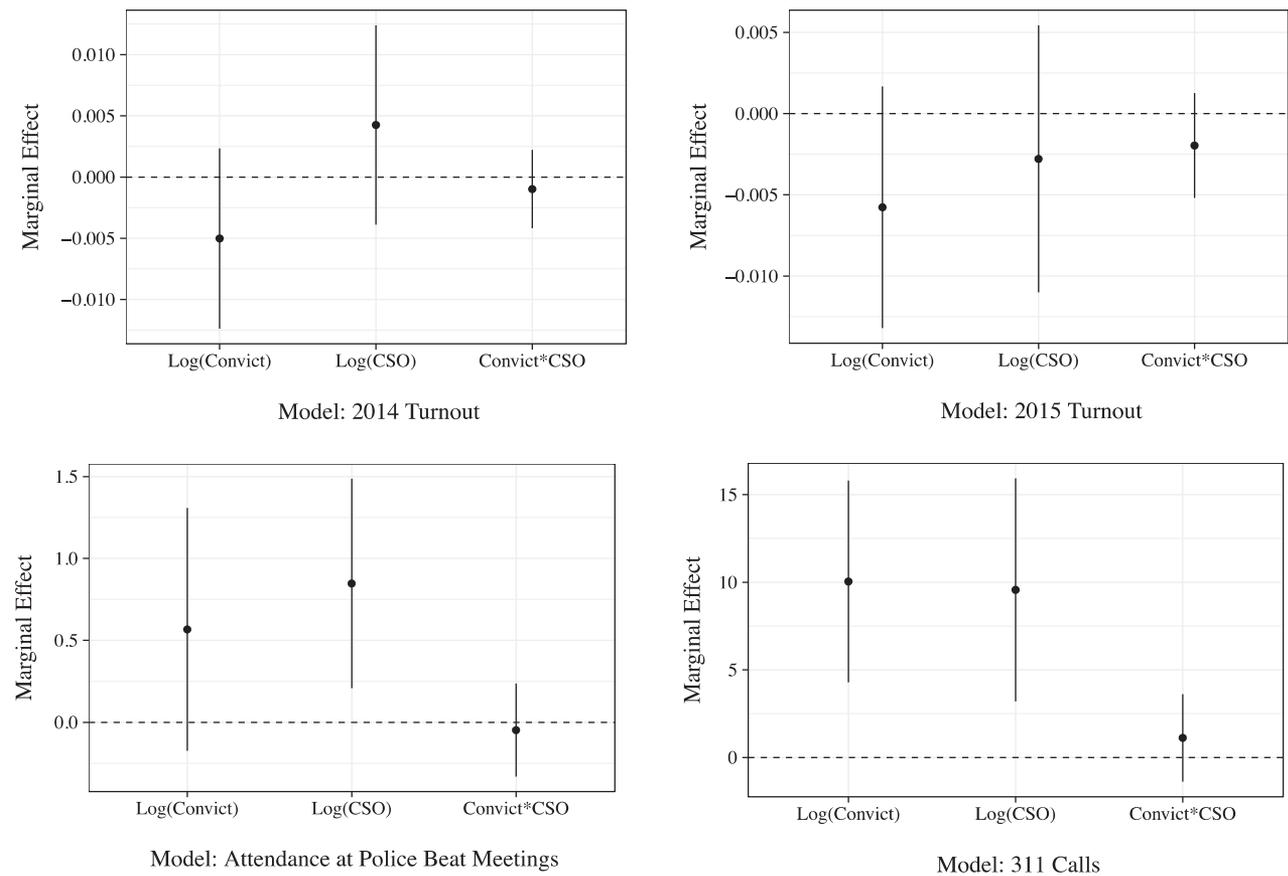 0.010
0.005
0.000
−0.005
−0.010
Marginal Effect
Log(Convict) Log(CSO) Convict*CSO
Model: 2014 Turnout
0.005
0.000
−0.005
−0.010
Marginal Effect
Log(Convict) Log(CSO) Convict*CSO
Model: 2015 Turnout
1.5
1.0
0.5
0.0
Marginal Effect
Log(Convict) Log(CSO) Convict*CSO
Model: Attendance at Police Beat Meetings
15
10
5
0
Marginal Effect
Log(Convict) Log(CSO) Convict*CSO
Model: 311 Calls